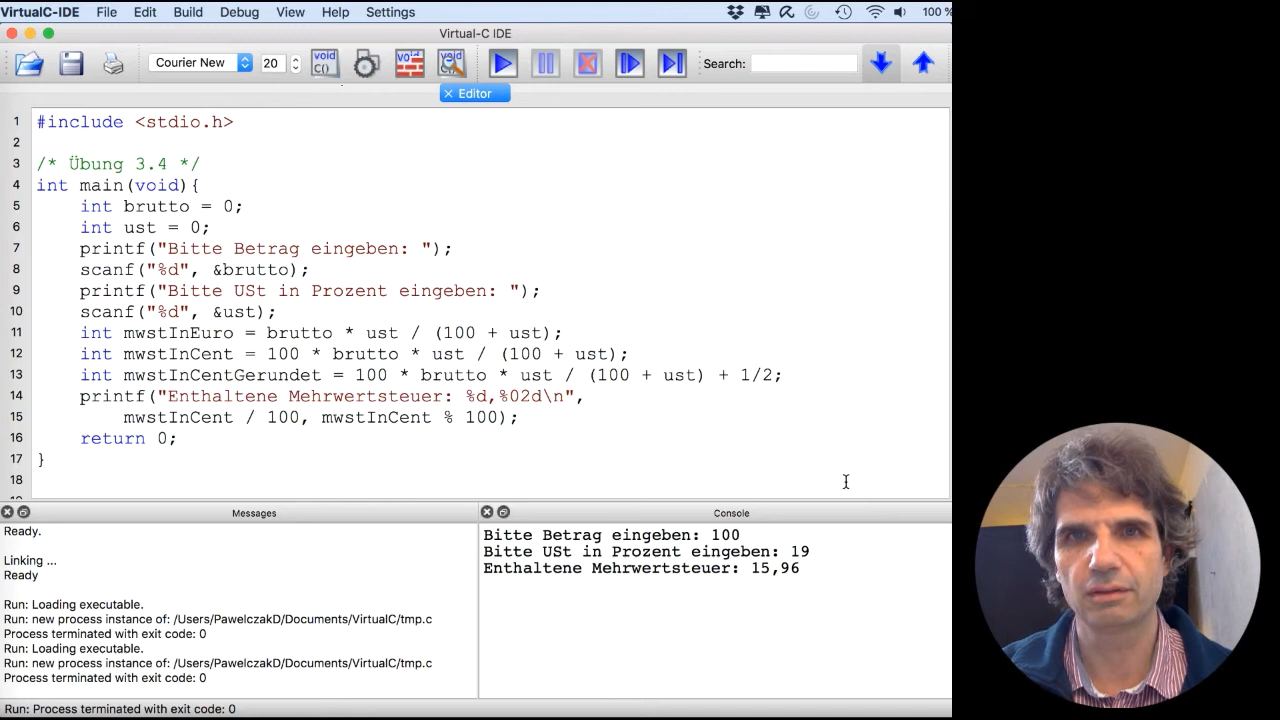 VirtualC-IDE File Edit Build Debug View Help Settings 100 %
Virtual-C IDE
Courier New 20 void C() void void Search:
Editor
1 #include <stdio.h>
2
3 /* Übung 3.4 */
4 int main(void){
5 int brutto = 0;
6 int ust = 0;
7 printf("Bitte Betrag eingeben: ");
8 scanf("%d", &brutto);
9 printf("Bitte USt in Prozent eingeben: ");
10 scanf("%d", &ust);
11 int mwstInEuro = brutto * ust / (100 + ust);
12 int mwstInCent = 100 * brutto * ust / (100 + ust);
13 int mwstInCentGerundet = 100 * brutto * ust / (100 + ust) + 1/2;
14 printf("Enthaltene Mehrwertsteuer: %d,%02d\n",
15 mwstInCent / 100, mwstInCent % 100);
16 return 0;
17 }
18
Messages
Ready.
Linking ...
Ready
Run: Loading executable.
Run: new process instance of: /Users/PawelczakD/Documents/VirtualC/tmp.c
Process terminated with exit code: 0
Run: Loading executable.
Run: new process instance of: /Users/PawelczakD/Documents/VirtualC/tmp.c
Process terminated with exit code: 0
Console
Bitte Betrag eingeben: 100
Bitte USt in Prozent eingeben: 19
Enthaltene Mehrwertsteuer: 15,96
Run: Process terminated with exit code: 0